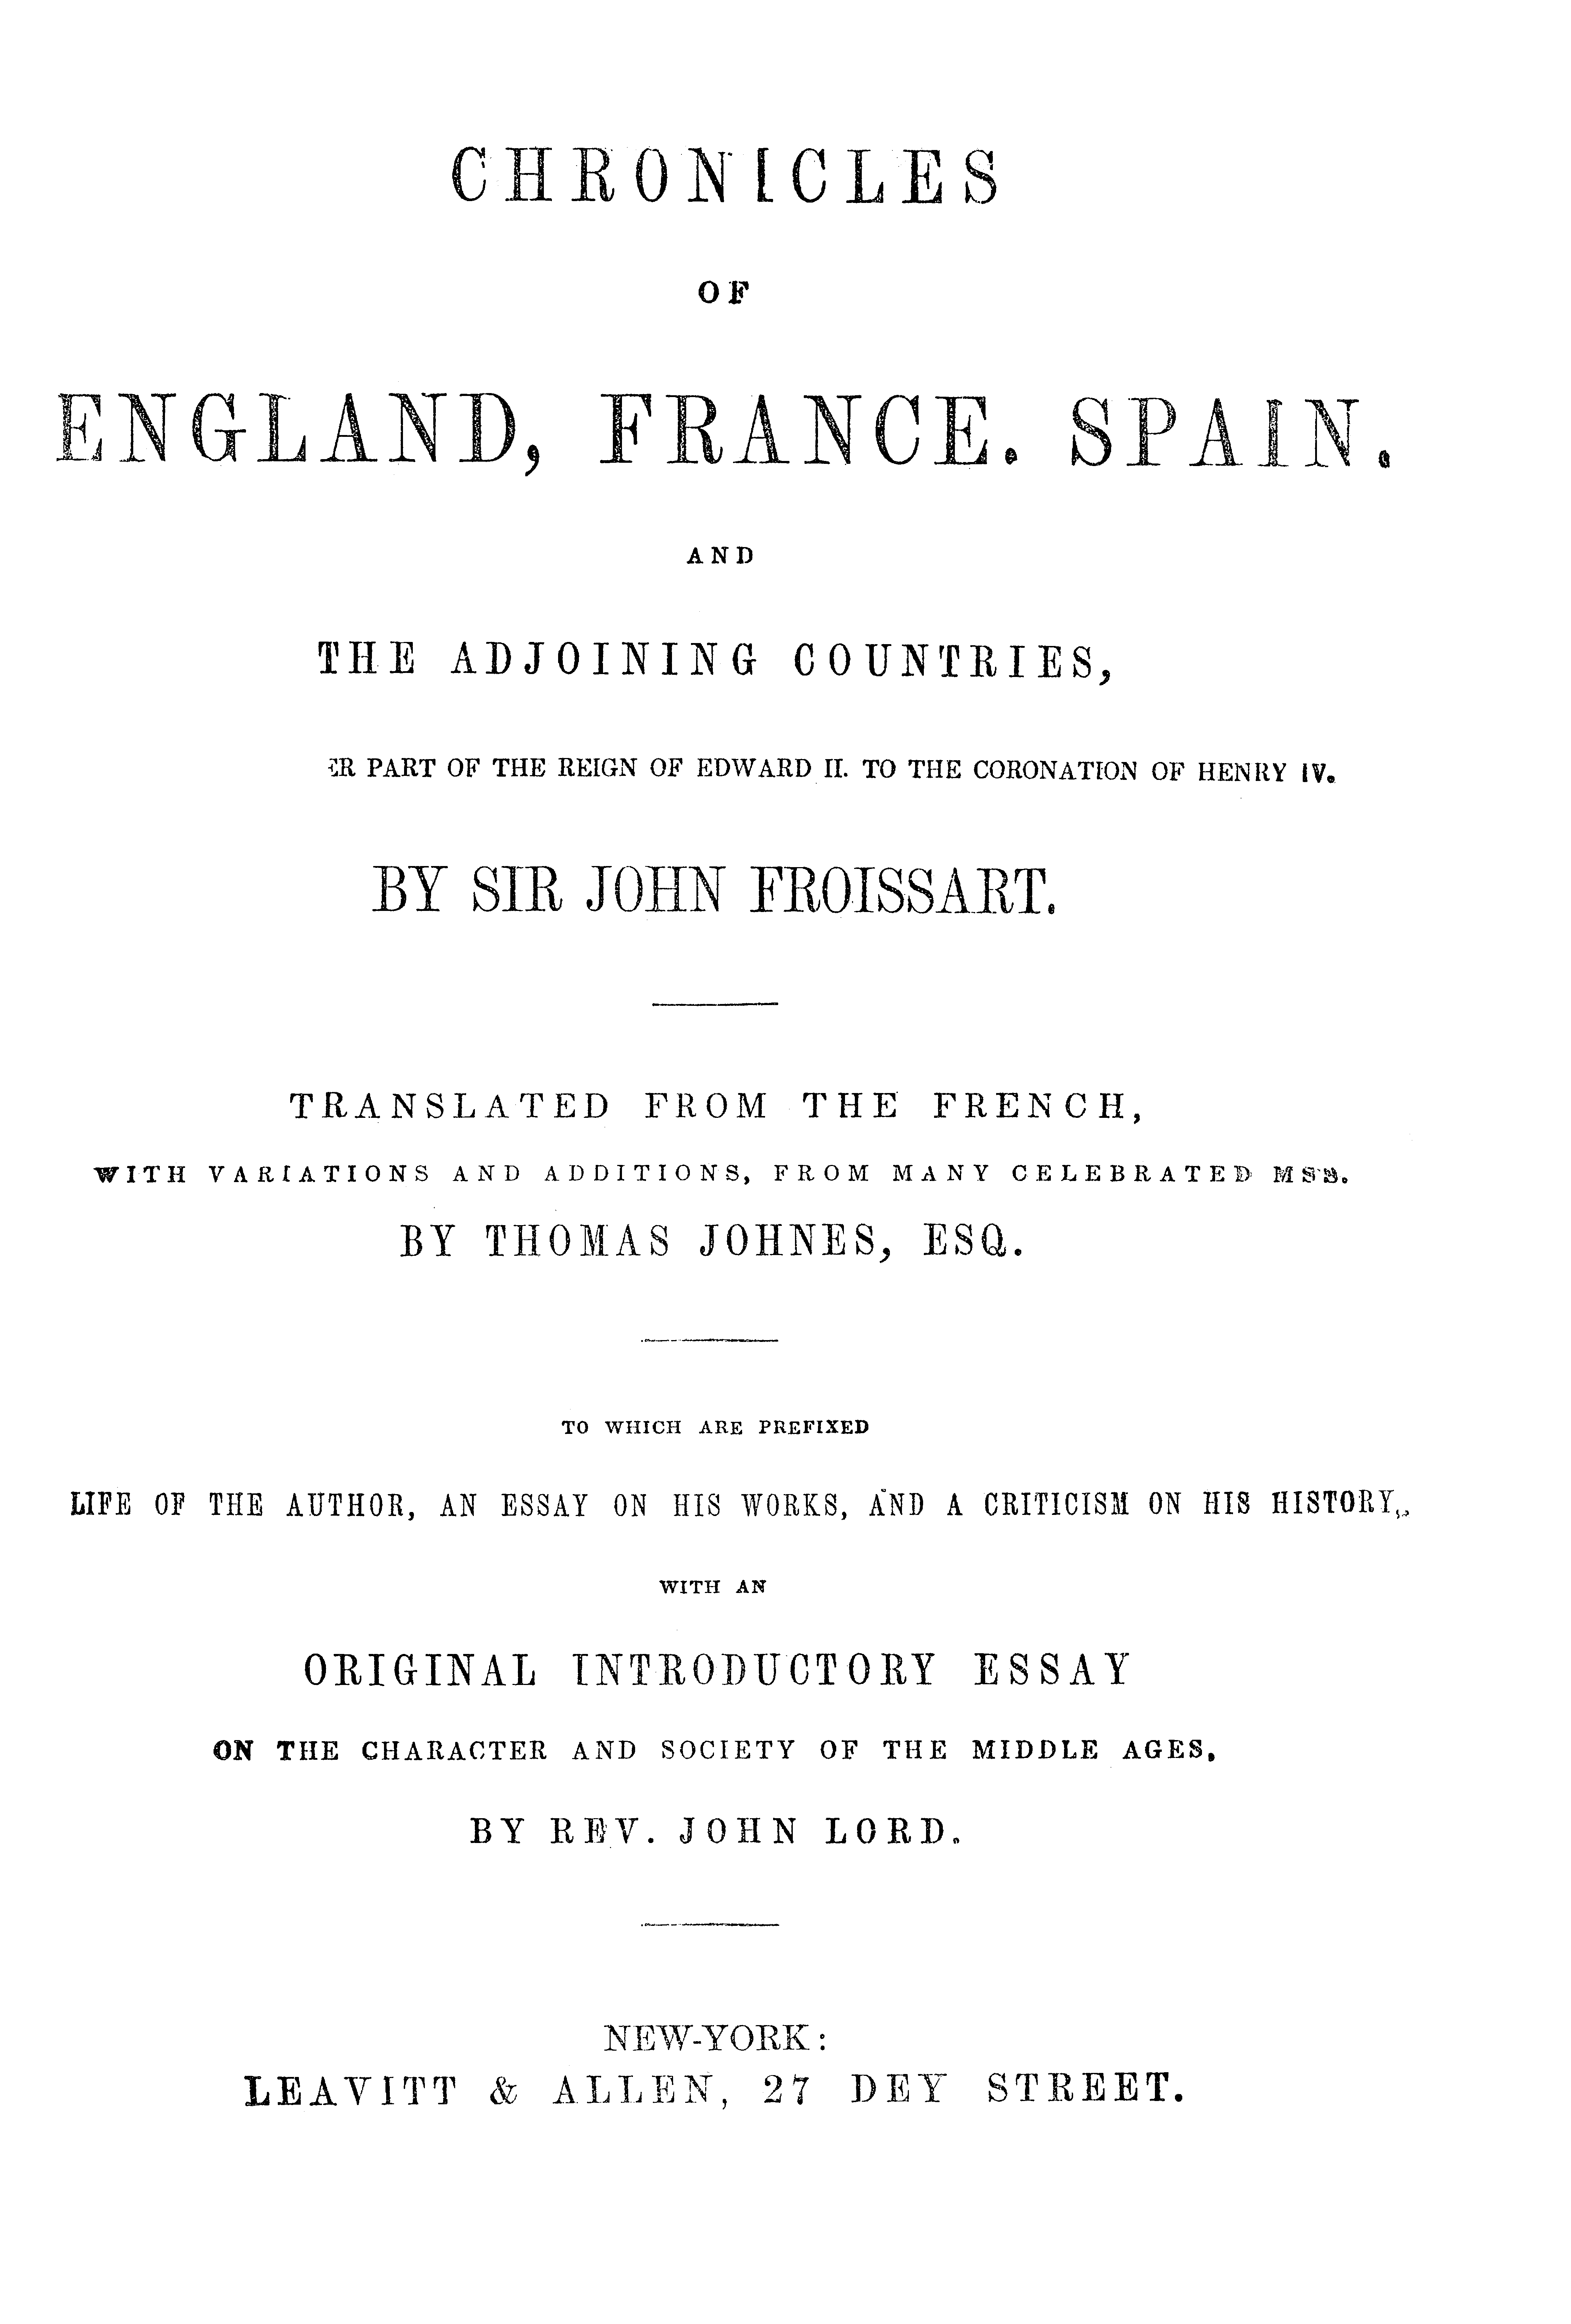 CHRONICLES
OF
ENGLAND, FRANCE. SPAIN.
AND
THE ADJOINING COUNTRIES,
ER PART OF THE REIGN OF EDWARD II. TO THE CORONATION OF HENRY IV.
BY SIR JOHN FROISSART.
TRANSLATED FROM THE FRENCH,
WITH VARIATIONS AND ADDITIONS, FROM MANY CELEBRATED MSS.
BY THOMAS JOHNES, ESQ.
TO WHICH ARE PREFIXED
LIFE OF THE AUTHOR, AN ESSAY ON HIS WORKS, AND A CRITICISM ON HIS HISTORY,
WITH AN
ORIGINAL INTRODUCTORY ESSAY
ON THE CHARACTER AND SOCIETY OF THE MIDDLE AGES.
BY REV. JOHN LORD.
NEW-YORK:
LEAVITT & ALLEN, 27 DEY STREET.